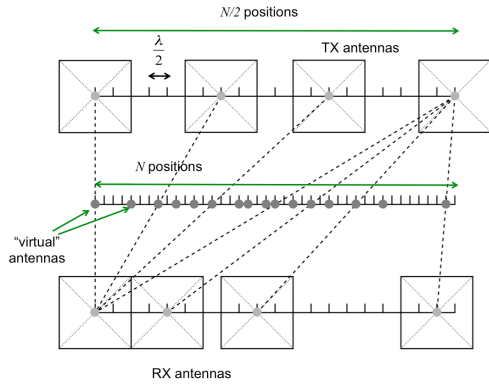 N/2 positions
λ
2
TX antennas
N positions
“virtual”
antennas
RX antennas